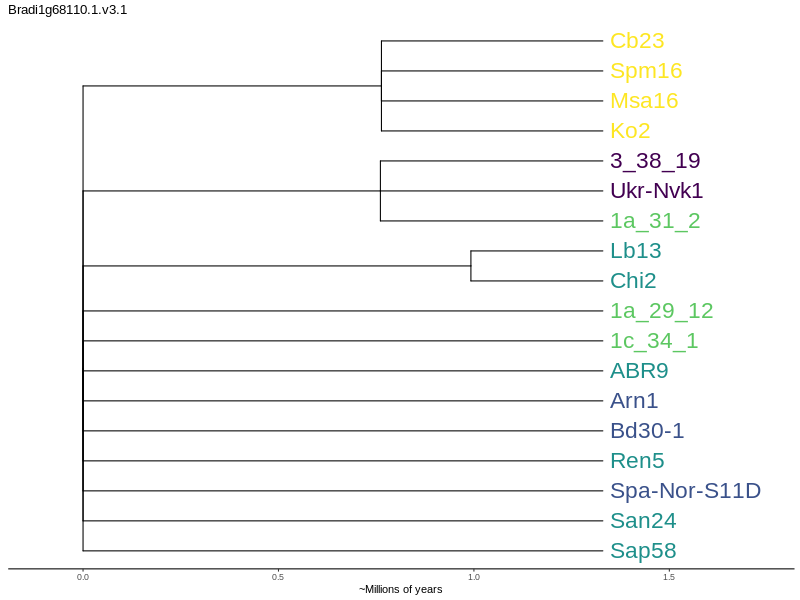 Bradi1g68110.1.v3.1
Cb23
Spm16
Msa16
Ko2
3_38_19
Ukr-Nvk1
1a_31_2
Lb13
Chi2
1a_29_12
1c_34_1
ABR9
Arn1
Bd30-1
Ren5
Spa-Nor-S11D
San24
Sap58
0.0 0.5 1.0 1.5
~Millions of years